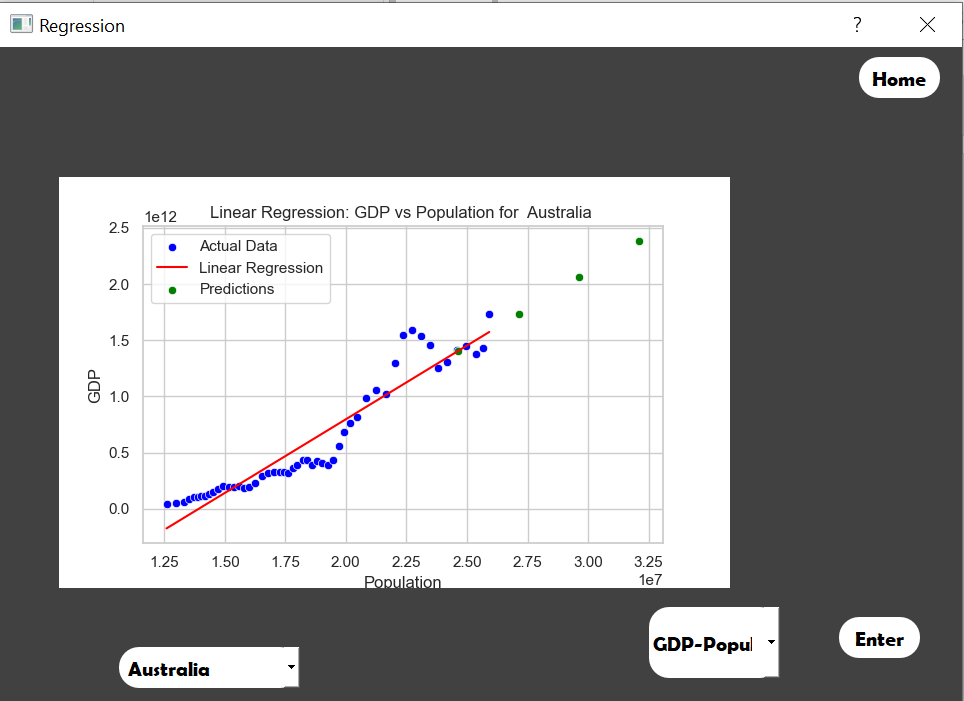 Regression
?
Home
Linear Regression: GDP vs Population for Australia
1e12
2.5
2.0
1.5
1.0
0.5
0.0
GDP
Actual Data
Linear Regression
Predictions
1.25 1.50 1.75 2.00 2.25 2.50 2.75 3.00 3.25
1e7
Population
GDP-Popul
Enter
Australia